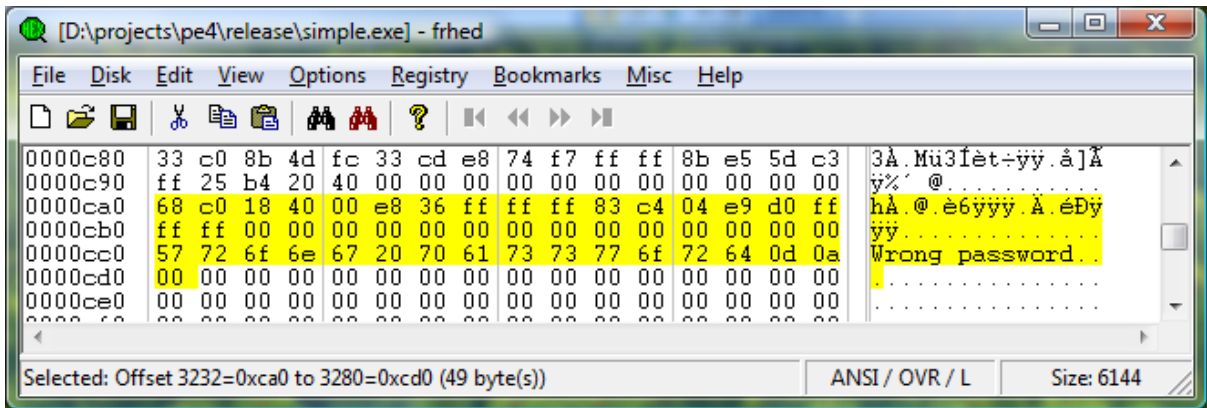 [D:\projects\pe4\release\simple.exe] - frhed
File Disk Edit View Options Registry Bookmarks Misc Help
0000c80 33 c0 8b 4d fc 33 cd e8 74 f7 ff ff 8b e5 5d c3 3À.Mü3Íèt÷ÿÿ.å]Ã
0000c90 ff 25 b4 20 40 00 00 00 00 00 00 00 00 00 00 00 ÿ%´ @...........
0000ca0 68 c0 18 40 00 e8 36 ff ff ff 83 c4 04 e9 d0 ff hÀ.@.è6ÿÿÿ.Ä.éÐÿ
0000cb0 ff ff 00 00 00 00 00 00 00 00 00 00 00 00 00 00 ÿÿ..............
0000cc0 57 72 6f 6e 67 20 70 61 73 73 77 6f 72 64 0d 0a Wrong password..
0000cd0 00 00 00 00 00 00 00 00 00 00 00 00 00 00 00 00 ................
0000ce0 00 00 00 00 00 00 00 00 00 00 00 00 00 00 00 00 ................
Selected: Offset 3232=0xca0 to 3280=0xcd0 (49 byte(s)) ANSI / OVR / L Size: 6144